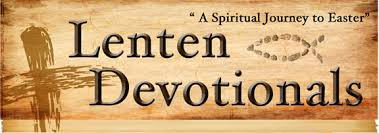 “ A Spiritual Journey to Easter”
Lenten
Devotionals